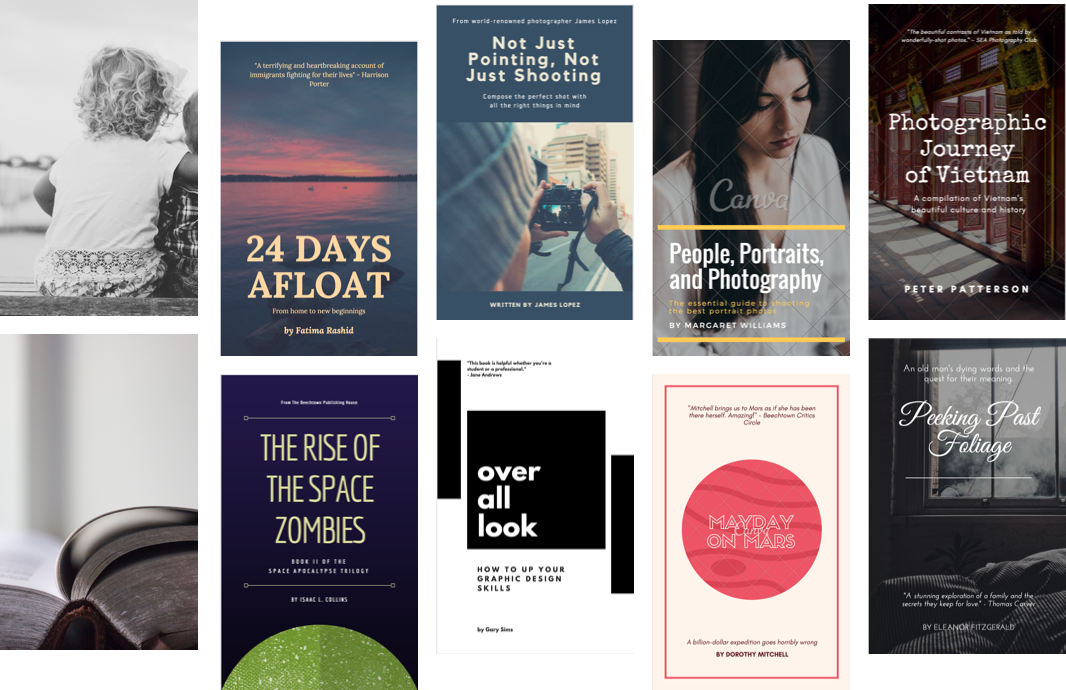 "A terrifying and heartbreaking account of
immigrants fighting for their lives" - Harrison
Porter
24 DAYS
AFLOAT
From home to new beginnings
by Fatima Rashid
From world-renowned photographer James Lopez
Not Just
Pointing, Not
Just Shooting
Compose the perfect shot with
all the right things in mind
WRITTEN BY JAMES LOPEZ
Canva
People, Portraits,
and Photography
The essential guide to shooting
the best portrait photos
BY MARGARET WILLIAMS
"The beautiful contrasts of Vietnam as told by
wonderfully-shot photos." - SEA Photography Club
Photographic
Journey
of Vietnam
A compilation of Vietnam's
beautiful culture and history
PETER PATTERSON
From The Beechtown Publishing House
THE RISE OF
THE SPACE
ZOMBIES
BOOK II OF THE
SPACE APOCALYPSE TRILOGY
BY ISAAC L. COLLINS
"This book is helpful whether you're a
student or a professional."
- Jane Andrews
over
all
look
HOW TO UP YOUR
GRAPHIC DESIGN
SKILLS
by Gary Sims
"Mitchell brings us to Mars as if she has been
there herself. Amazing!" - Beechtown Critics
Circle
MAYDAY
ON MARS
A billion-dollar expedition goes horribly wrong
BY DOROTHY MITCHELL
An old man's dying words and the
quest for their meaning.
Peeking Past
Foliage
"A stunning exploration of a family and the
secrets they keep for love." - Thomas Carver
BY ELEANOR FITZGERALD